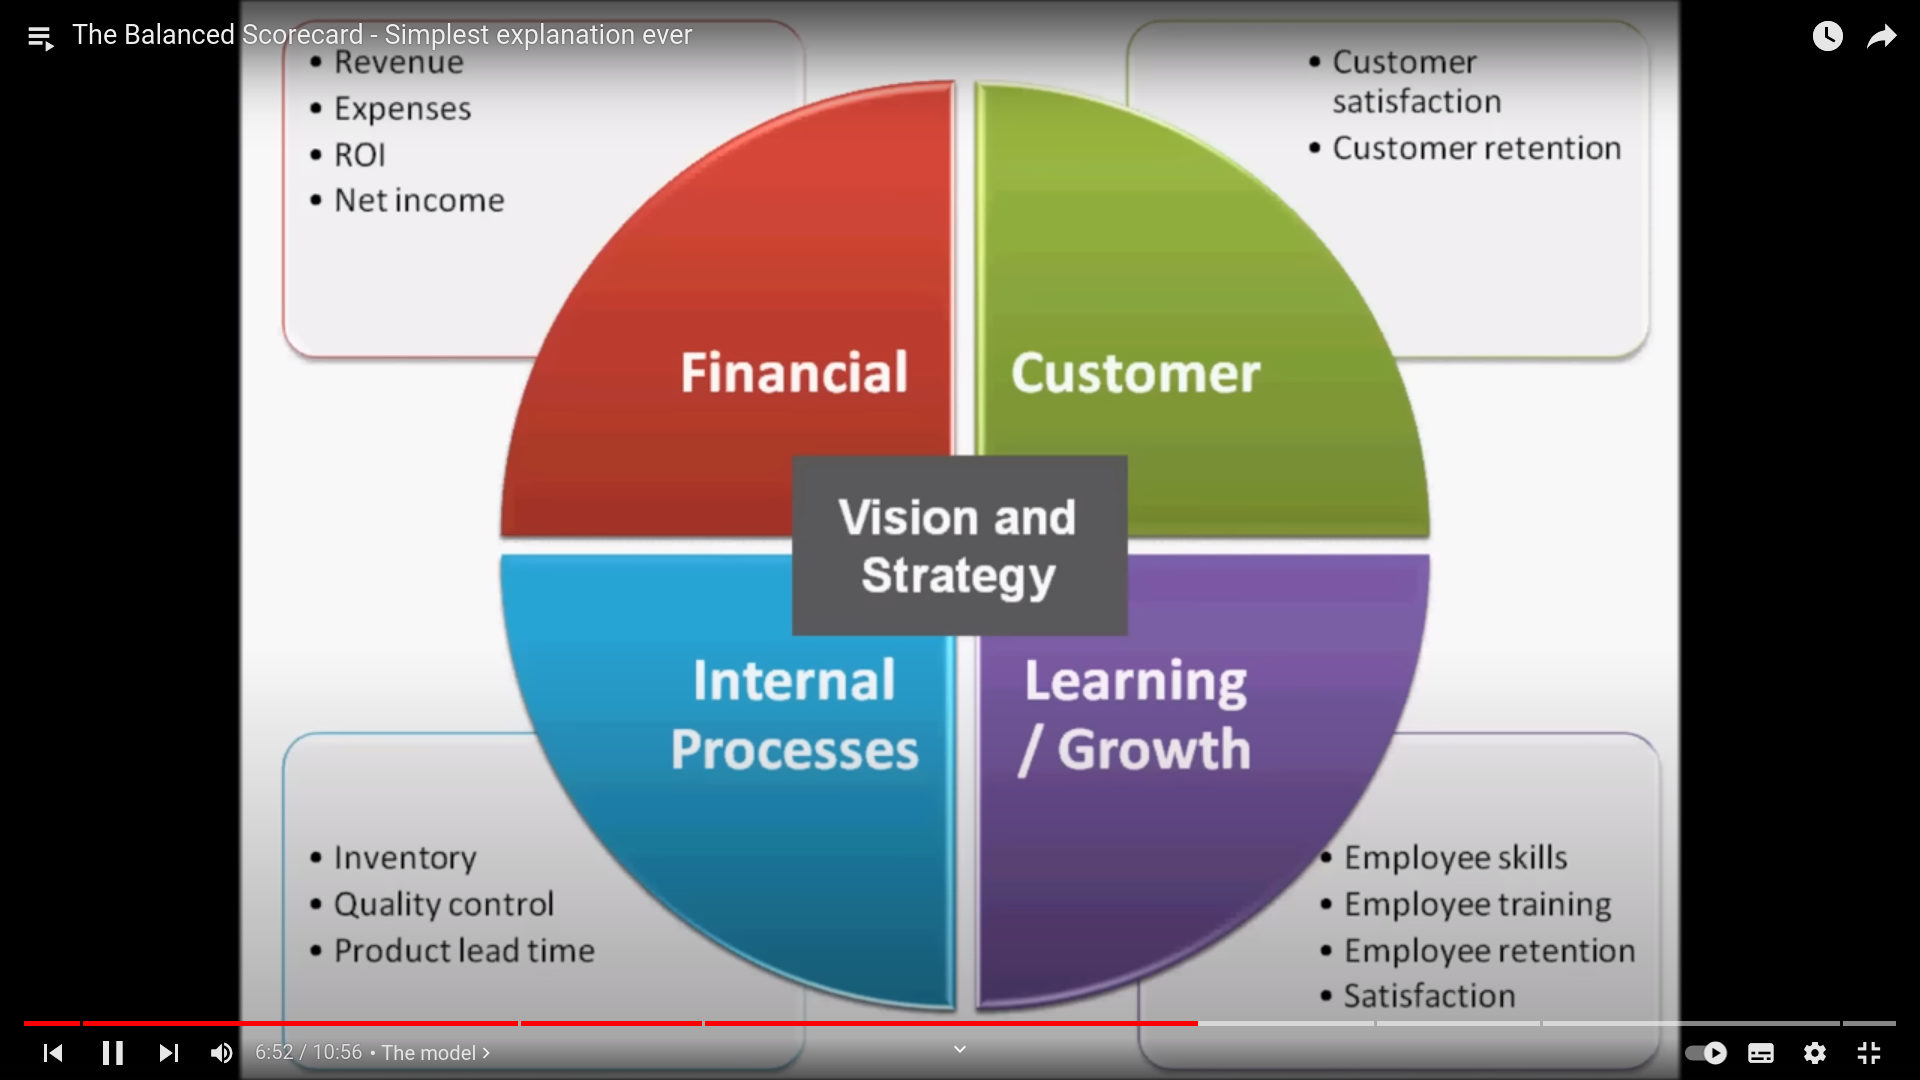 The Balanced Scorecard - Simplest explanation ever
• Revenue
• Expenses
• ROI
• Net income
• Customer
satisfaction
• Customer retention
Financial
Customer
Vision and
Strategy
Internal
Processes
Learning
/ Growth
• Inventory
• Quality control
• Product lead time
• Employee skills
• Employee training
• Employee retention
• Satisfaction
6:52 / 10:56 • The model >